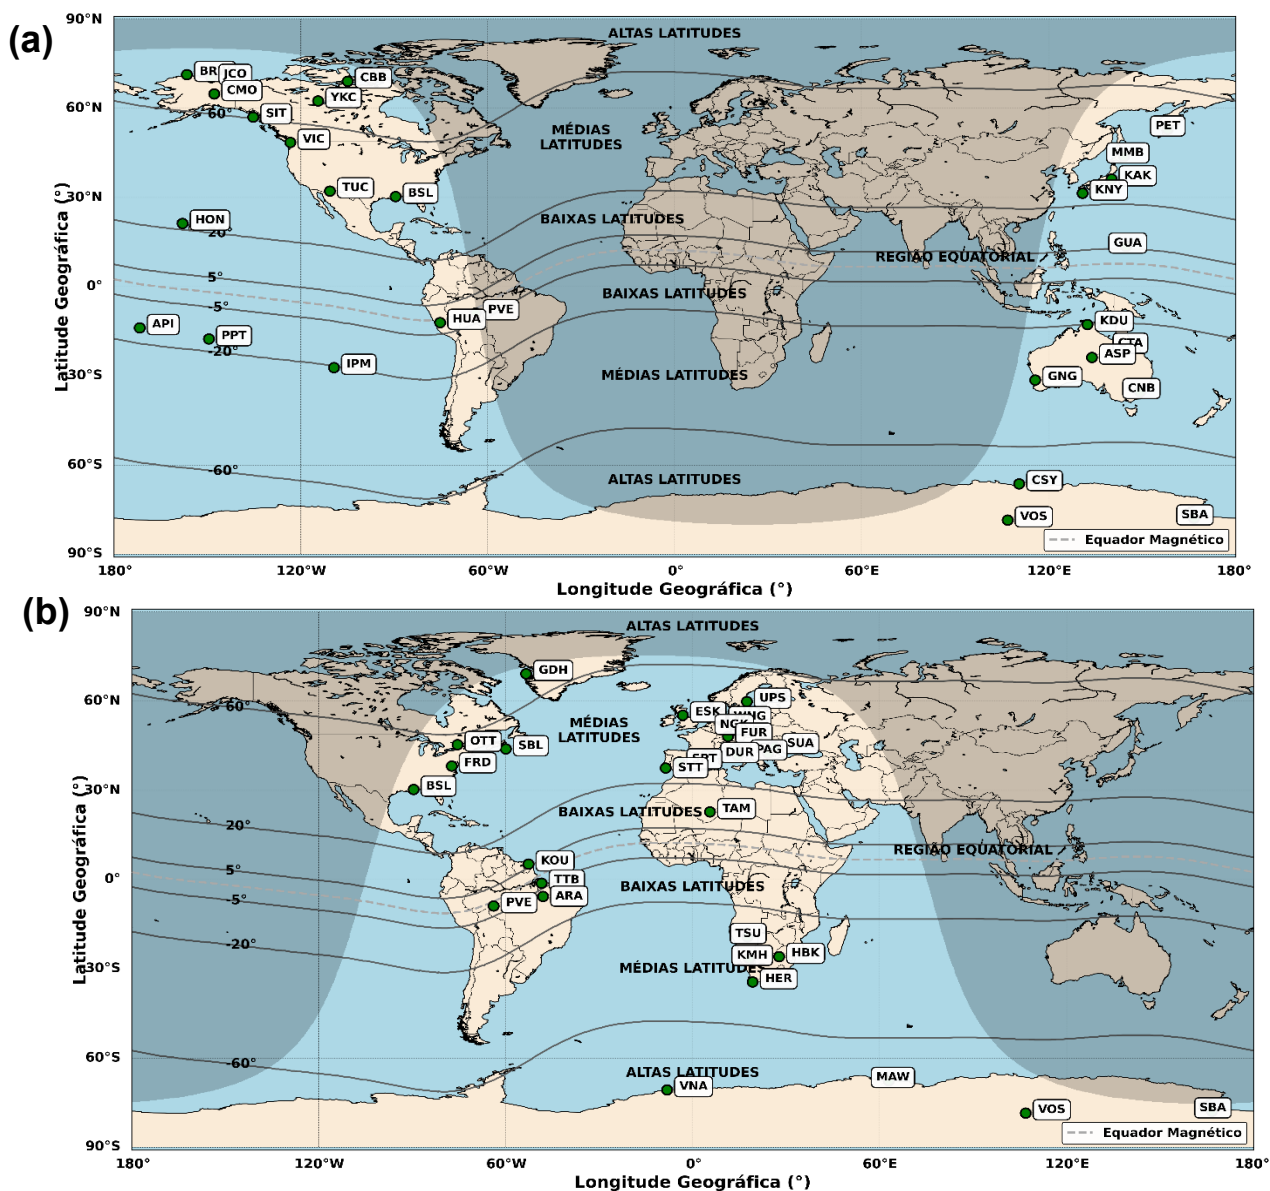 (a)
90°N
ALTAS LATITUDES
BR
JCO
CBB
CMO
YKC
60°N
60°
SIT
PET
MÉDIAS
LATITUDES
VIC
MMB
KAK
TUC
BSL
KNY
30°N
HON
BAIXAS LATITUDES
20°
GUA
REGIÃO EQUATORIAL
5°
0°
BAIXAS LATITUDES
-5°
PVE
HUA
API
KDU
PPT
CTA
-20°
ASP
IPM
MÉDIAS LATITUDES
GNG
30°S
CNB
60°S
-60°
ALTAS LATITUDES
CSY
VOS
SBA
Equador Magnético
90°S
180°
120°W
60°W
0°
60°E
120°E
180°
Latitude Geográfica (°)
Longitude Geográfica (°)
(b)
90°N
ALTAS LATITUDES
GDH
60°N
60°
UPS
ESK
WNG
NGK
MÉDIAS
LATITUDES
FUR
OTT
SBL
DUR
PAG
SUA
FRD
STT
BSL
30°N
TAM
BAIXAS LATITUDES
20°
REGIÃO EQUATORIAL
KOU
5°
0°
TTB
BAIXAS LATITUDES
ARA
-5°
PVE
TSU
-20°
KMH
HBK
MÉDIAS LATITUDES
HER
30°S
60°S
-60°
ALTAS LATITUDES
VNA
MAW
VOS
SBA
Equador Magnético
90°S
180°
120°W
60°W
0°
60°E
120°E
180°
Latitude Geográfica (°)
Longitude Geográfica (°)